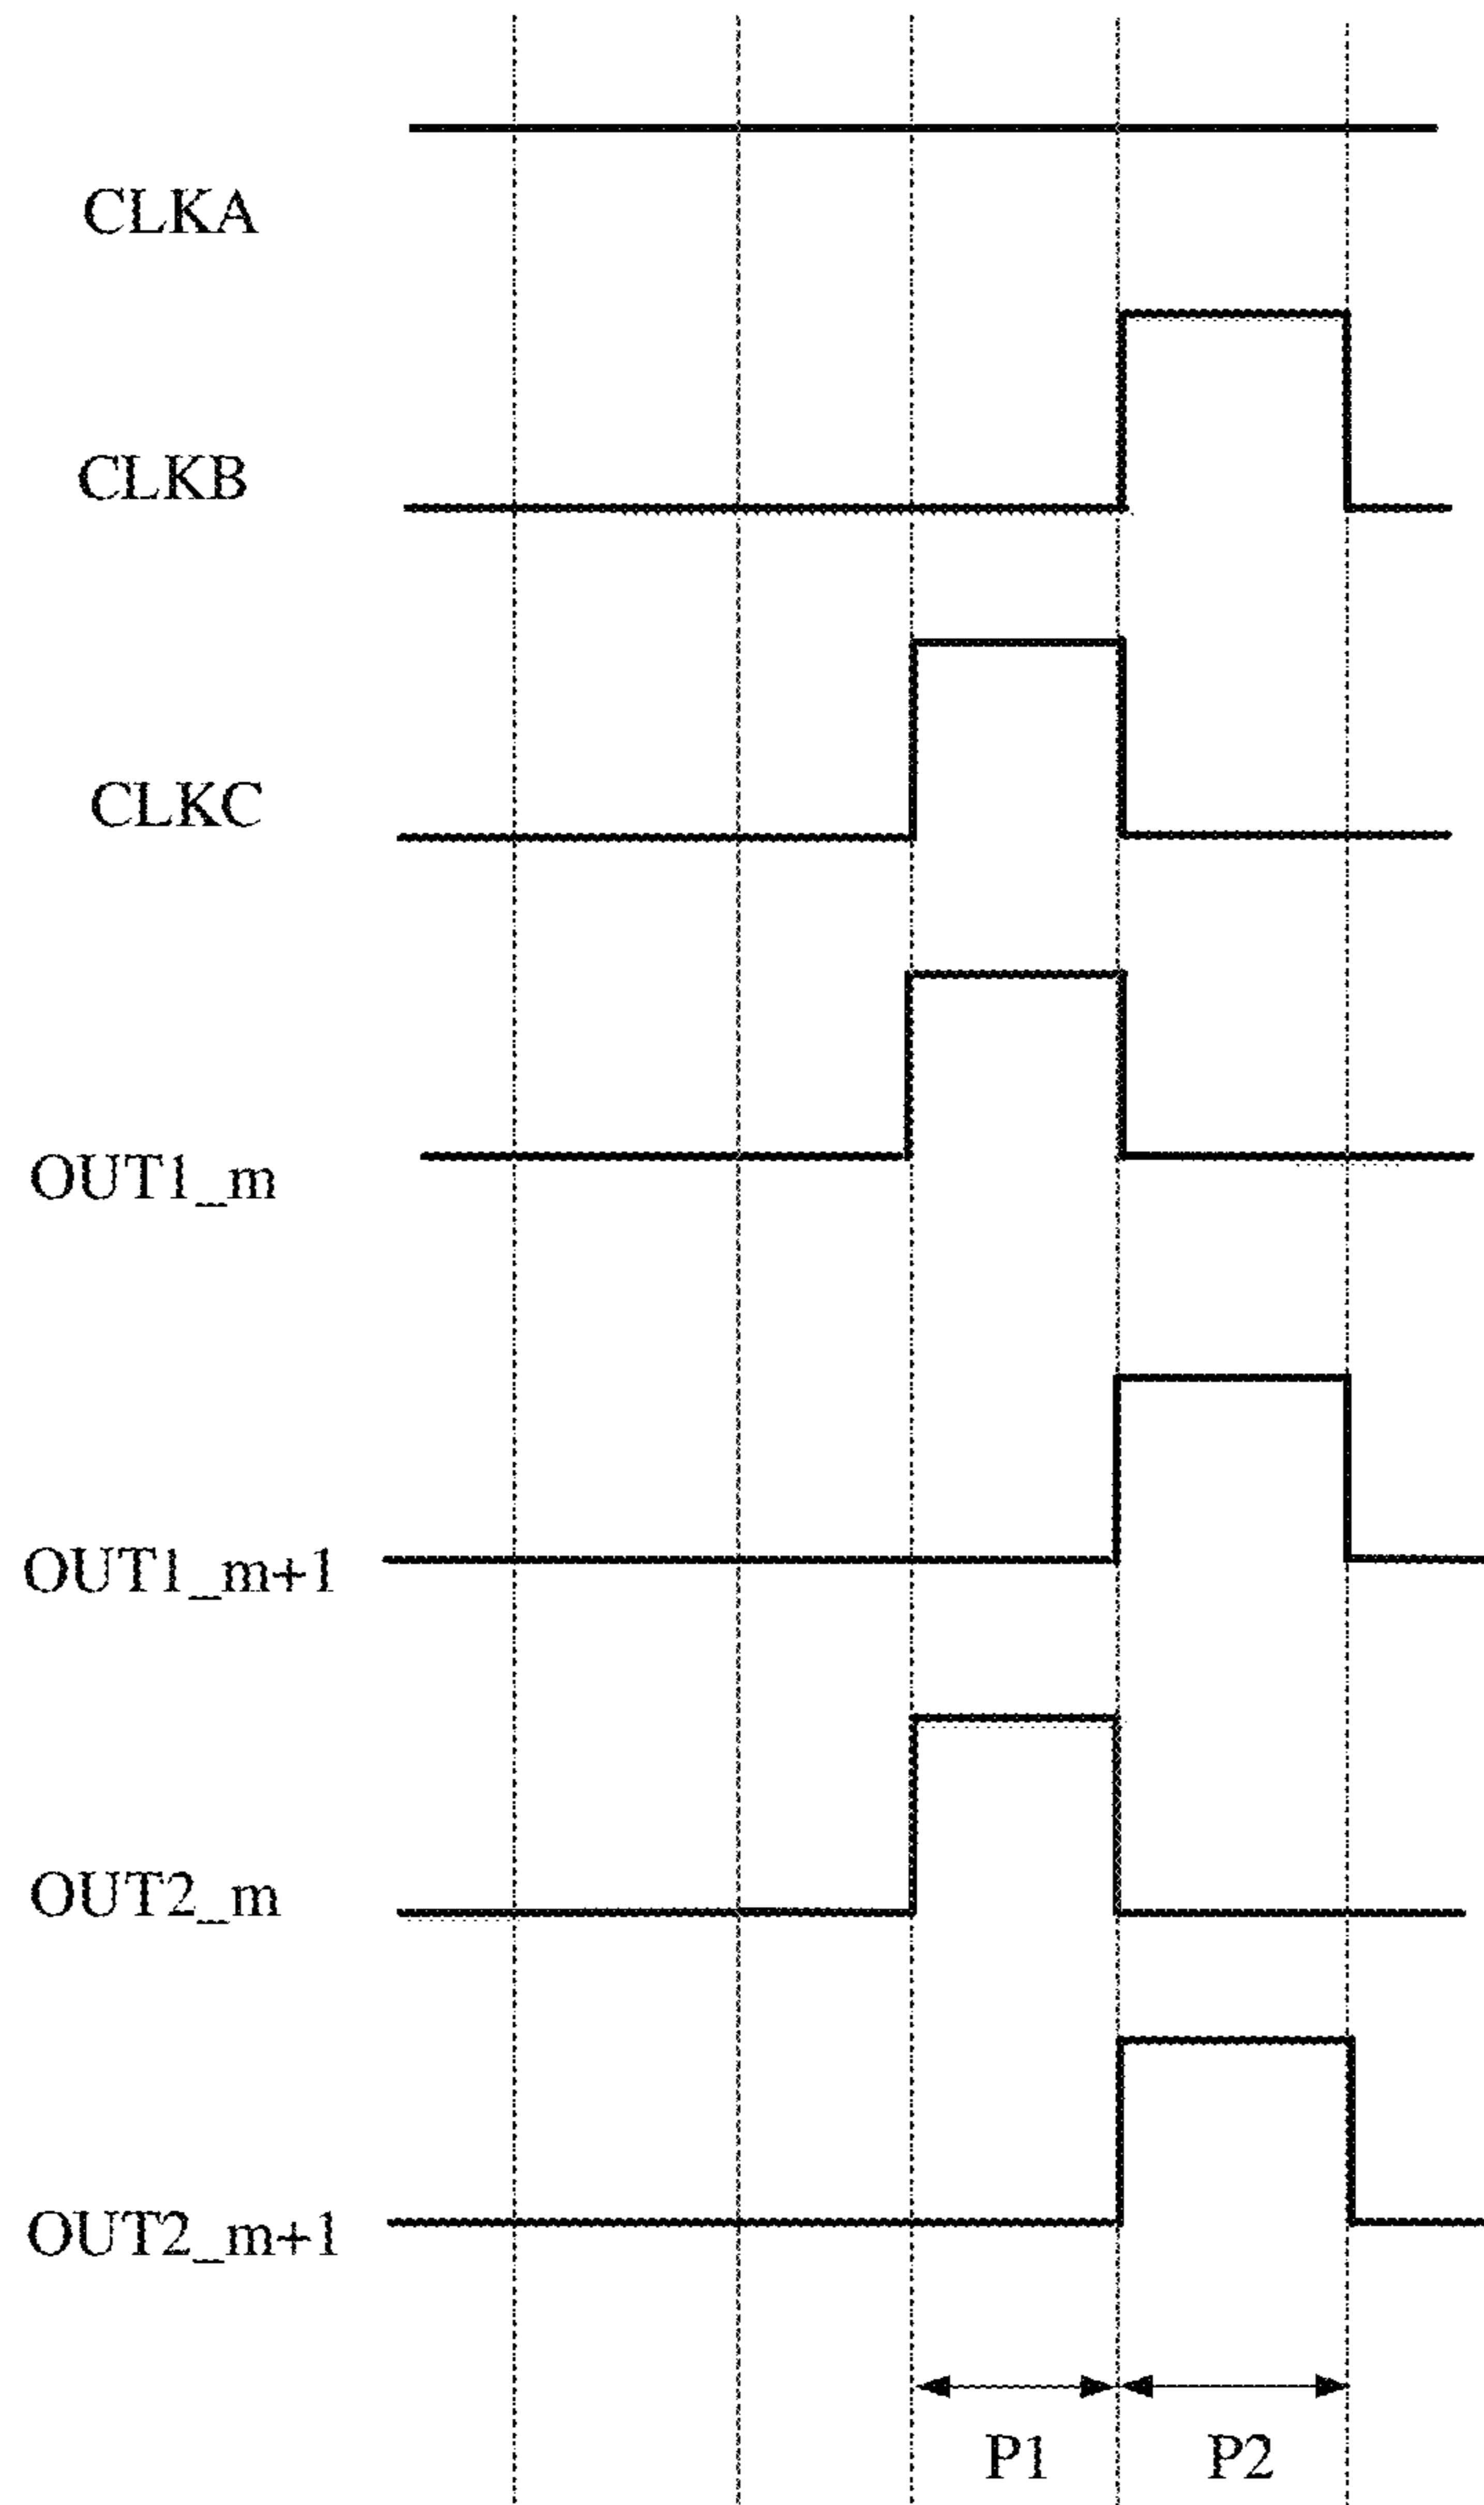 CLKA
CLKB
CLKC
OUT1_m
OUT1_m+1
OUT2_m
OUT2_m+1
P1 P2